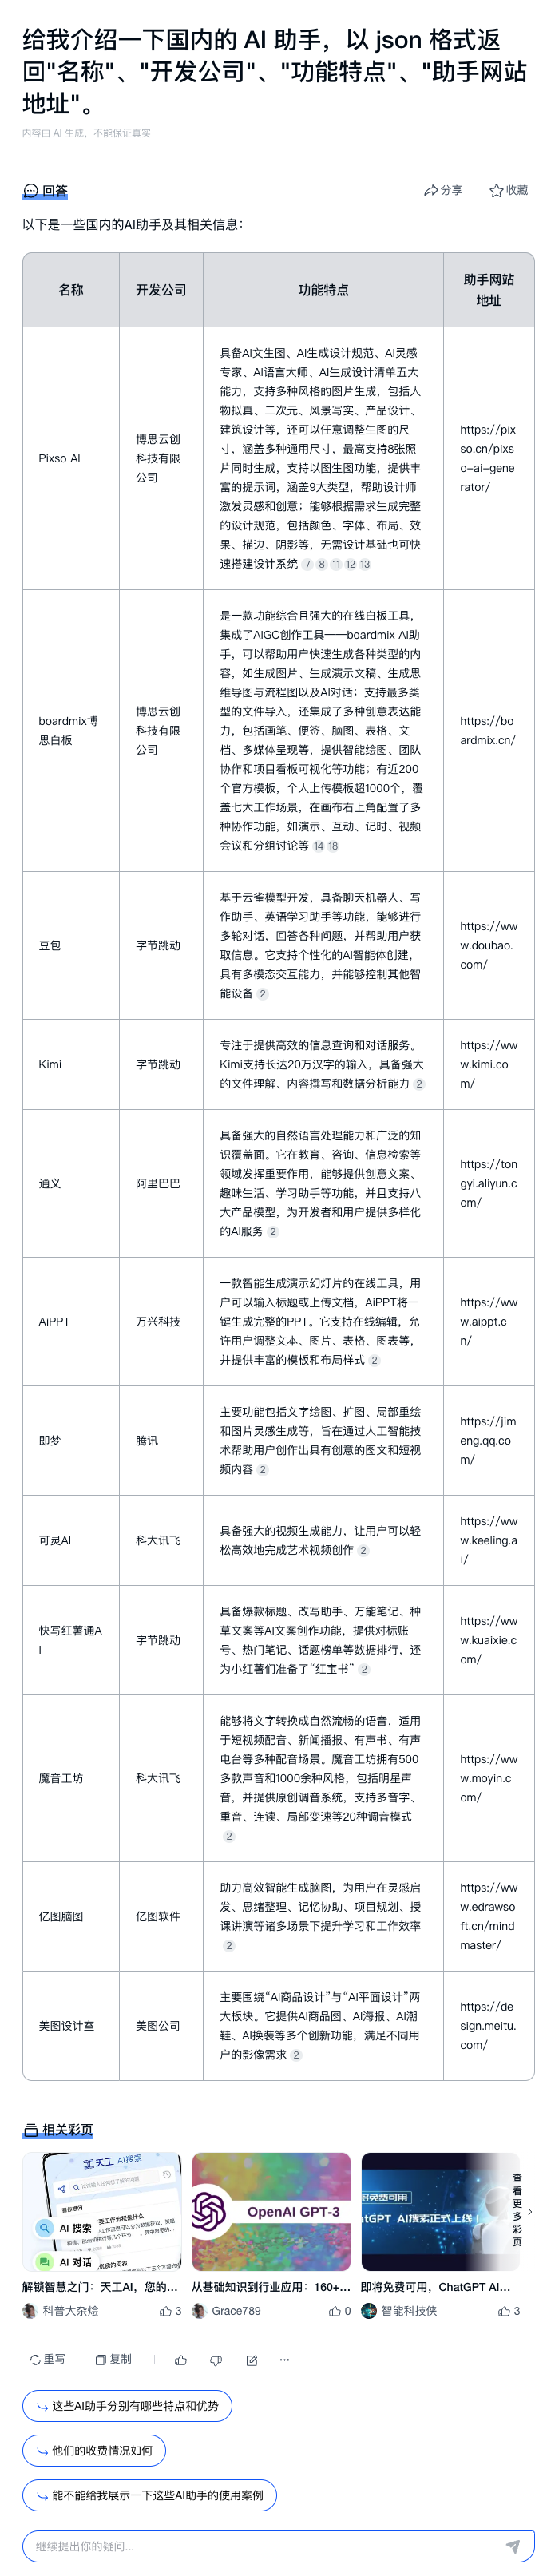 给我介绍一下国内的 AI 助手，以 json 格式返
回"名称"、"开发公司"、"功能特点"、"助手网站
地址"。
内容由 AI 生成，不能保证真实
回答
分享
收藏
以下是一些国内的AI助手及其相关信息：
名称
开发公司
功能特点
助手网站
地址
Pixso AI
博思云创
科技有限
公司
具备AI文生图、AI生成设计规范、AI灵感
专家、AI语言大师、AI生成设计清单五大
能力，支持多种风格的图片生成，包括人
物拟真、二次元、风景写实、产品设计、
建筑设计等，还可以任意调整生图的尺
寸，涵盖多种通用尺寸，最高支持8张照
片同时生成，支持以图生图功能，提供丰
富的提示词，涵盖9大类型，帮助设计师
激发灵感和创意；能够根据需求生成完整
的设计规范，包括颜色、字体、布局、效
果、描边、阴影等，无需设计基础也可快
速搭建设计系统 7 8 11 12 13
https://pix
so.cn/pixs
o-ai-gene
rator/
boardmix博
思白板
博思云创
科技有限
公司
是一款功能综合且强大的在线白板工具，
集成了AIGC创作工具——boardmix AI助
手，可以帮助用户快速生成各种类型的内
容，如生成图片、生成演示文稿、生成思
维导图与流程图以及AI对话；支持最多类
型的文件导入，还集成了多种创意表达能
力，包括画笔、便签、脑图、表格、文
档、多媒体呈现等，提供智能绘图、团队
协作和项目看板可视化等功能；有近200
个官方模板，个人上传模板超1000个，覆
盖七大工作场景，在画布右上角配置了多
种协作功能，如演示、互动、记时、视频
会议和分组讨论等 14 18
https://bo
ardmix.cn/
豆包
字节跳动
基于云雀模型开发，具备聊天机器人、写
作助手、英语学习助手等功能，能够进行
多轮对话，回答各种问题，并帮助用户获
取信息。它支持个性化的AI智能体创建，
具有多模态交互能力，并能够控制其他智
能设备 2
https://ww
w.doubao.
com/
Kimi
字节跳动
专注于提供高效的信息查询和对话服务。
Kimi支持长达20万汉字的输入，具备强大
的文件理解、内容撰写和数据分析能力 2
https://ww
w.kimi.co
m/
通义
阿里巴巴
具备强大的自然语言处理能力和广泛的知
识覆盖面。它在教育、咨询、信息检索等
领域发挥重要作用，能够提供创意文案、
趣味生活、学习助手等功能，并且支持八
大产品模型，为开发者和用户提供多样化
的AI服务 2
https://ton
gyi.aliyun.c
om/
AiPPT
万兴科技
一款智能生成演示幻灯片的在线工具，用
户可以输入标题或上传文档，AiPPT将一
键生成完整的PPT。它支持在线编辑，允
许用户调整文本、图片、表格、图表等，
并提供丰富的模板和布局样式 2
https://ww
w.aippt.c
n/
即梦
腾讯
主要功能包括文字绘图、扩图、局部重绘
和图片灵感生成等，旨在通过人工智能技
术帮助用户创作出具有创意的图文和短视
频内容 2
https://jim
eng.qq.co
m/
可灵AI
科大讯飞
具备强大的视频生成能力，让用户可以轻
松高效地完成艺术视频创作 2
https://ww
w.keeling.a
i/
快写红薯通A
I
字节跳动
具备爆款标题、改写助手、万能笔记、种
草文案等AI文案创作功能，提供对标账
号、热门笔记、话题榜单等数据排行，还
为小红薯们准备了“红宝书” 2
https://ww
w.kuaixie.c
om/
魔音工坊
科大讯飞
能够将文字转换成自然流畅的语音，适用
于短视频配音、新闻播报、有声书、有声
电台等多种配音场景。魔音工坊拥有500
多款声音和1000余种风格，包括明星声
音，并提供原创调音系统，支持多音字、
重音、连读、局部变速等20种调音模式
2
https://ww
w.moyin.c
om/
亿图脑图
亿图软件
助力高效智能生成脑图，为用户在灵感启
发、思绪整理、记忆协助、项目规划、授
课讲演等诸多场景下提升学习和工作效率
2
https://ww
w.edrawso
ft.cn/mind
master/
美图设计室
美图公司
主要围绕“AI商品设计”与“AI平面设计”两
大板块。它提供AI商品图、AI海报、AI潮
鞋、AI换装等多个创新功能，满足不同用
户的影像需求 2
https://de
sign.meitu.
com/
相关彩页
天工 AI搜索
AI 搜索
AI 对话
OpenAI GPT-3
即将免费可用
ChatGPT AI搜索正式上线！
查看更多彩页
解锁智慧之门：天工AI，您的...
科普大杂烩
3
从基础知识到行业应用：160+...
Grace789
0
即将免费可用，ChatGPT AI...
智能科技侠
3
重写
复制
这些AI助手分别有哪些特点和优势
他们的收费情况如何
能不能给我展示一下这些AI助手的使用案例
继续提出你的疑问...